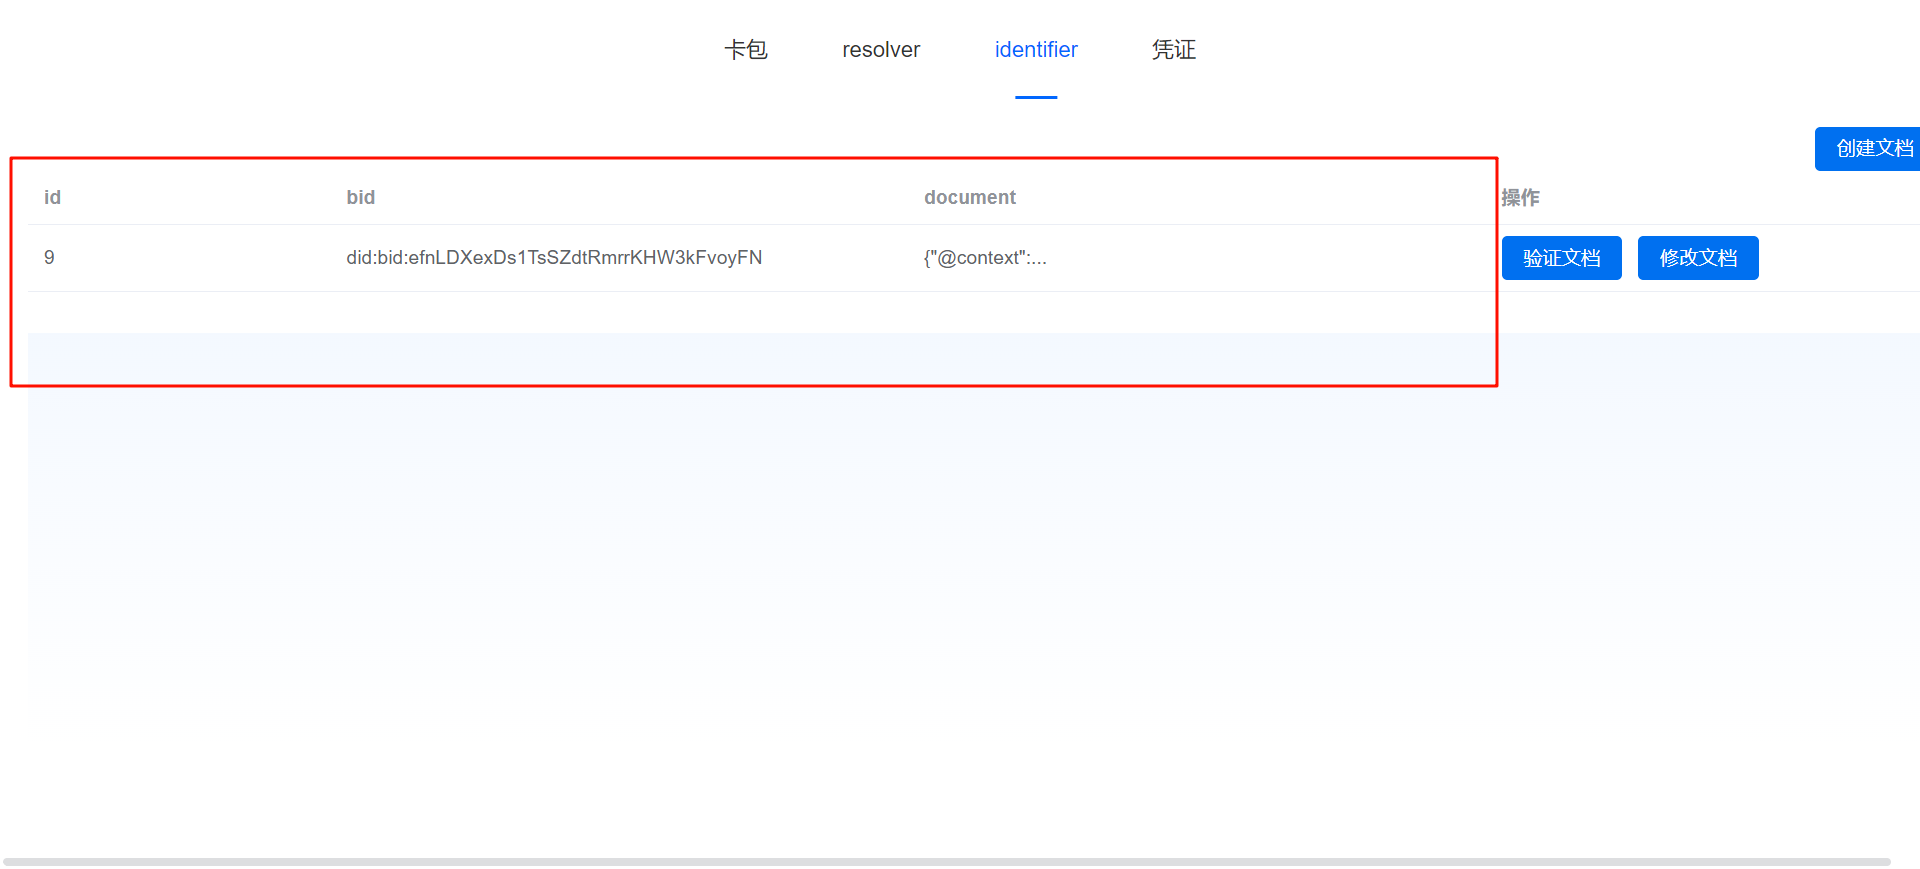 卡包 resolver identifier 凭证
创建文档
id bid document 操作
9 did:bid:efnLDXexDs1TsSZdtRmrrKHW3kFvoyFN {"@context":... 验证文档 修改文档